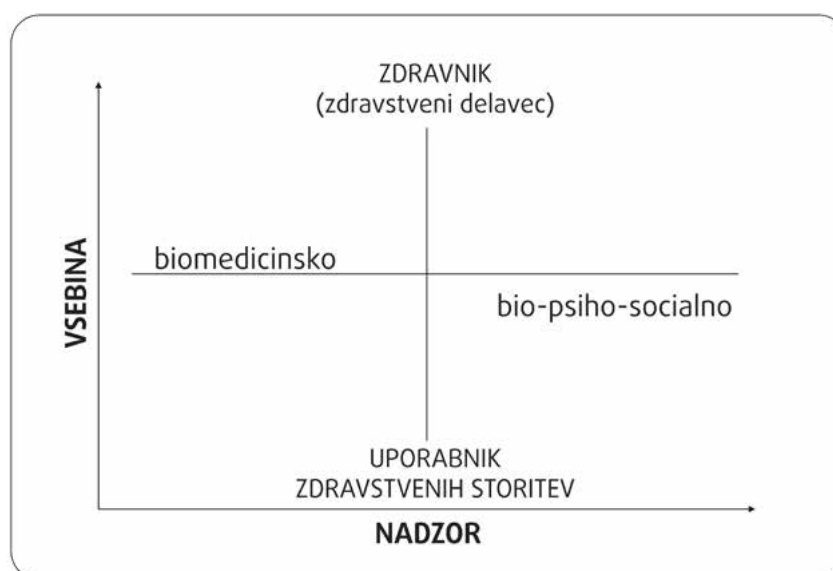 ZDRAVNIK
(zdravstveni delavec)
VSEBINA
biomedicinsko
bio-psiho-socialno
UPORABNIK
ZDRAVSTVENIH STORITEV
NADZOR